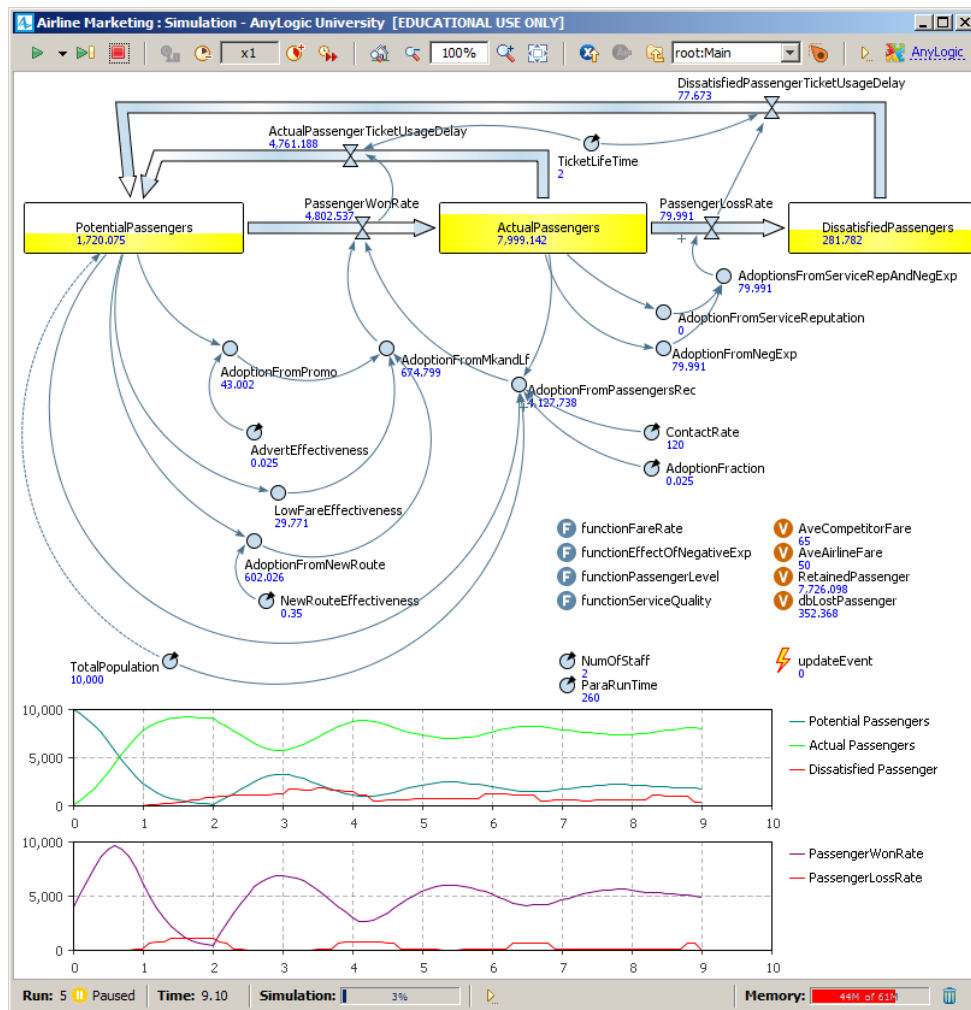 Airline Marketing : Simulation - AnyLogic University [EDUCATIONAL USE ONLY]
x1
100%
root:Main
AnyLogic
DissatisfiedPassengerTicketUsageDelay
77.673
ActualPassengerTicketUsageDelay
4,761.188
TicketLifeTime
2
PassengerWonRate
4,802.537
PassengerLossRate
79.991
PotentialPassengers
1,720.075
ActualPassengers
7,999.142
DissatisfiedPassengers
281.782
AdoptionsFromServiceRepAndNegExp
79.991
AdoptionFromServiceReputation
0
AdoptionFromNegExp
79.991
AdoptionFromPromo
43.002
AdoptionFromMkandLf
674.799
AdoptionFromPassengersRec
4,127.738
ContactRate
120
AdvertEffectiveness
0.025
AdoptionFraction
0.025
LowFareEffectiveness
29.771
AdoptionFromNewRoute
602.026
NewRouteEffectiveness
0.35
F functionFareRate
F functionEffectOfNegativeExp
F functionPassengerLevel
F functionServiceQuality
V AveCompetitorFare
65
V AveAirlineFare
50
V RetainedPassenger
7,726.098
V dbLostPassenger
352.368
TotalPopulation
10,000
NumOfStaff
2
ParaRunTime
260
updateEvent
0
10,000
5,000
0
0 1 2 3 4 5 6 7 8 9 10
Potential Passengers
Actual Passengers
Dissatisfied Passenger
10,000
5,000
0
0 1 2 3 4 5 6 7 8 9 10
PassengerWonRate
PassengerLossRate
Run: 5 Paused Time: 9.10 Simulation: 3% Memory: 44M of 61M